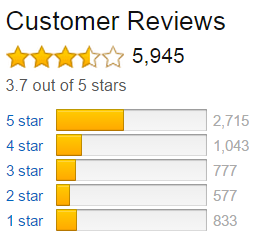 Customer Reviews
5,945
3.7 out of 5 stars
5 star 2,715
4 star 1,043
3 star 777
2 star 577
1 star 833